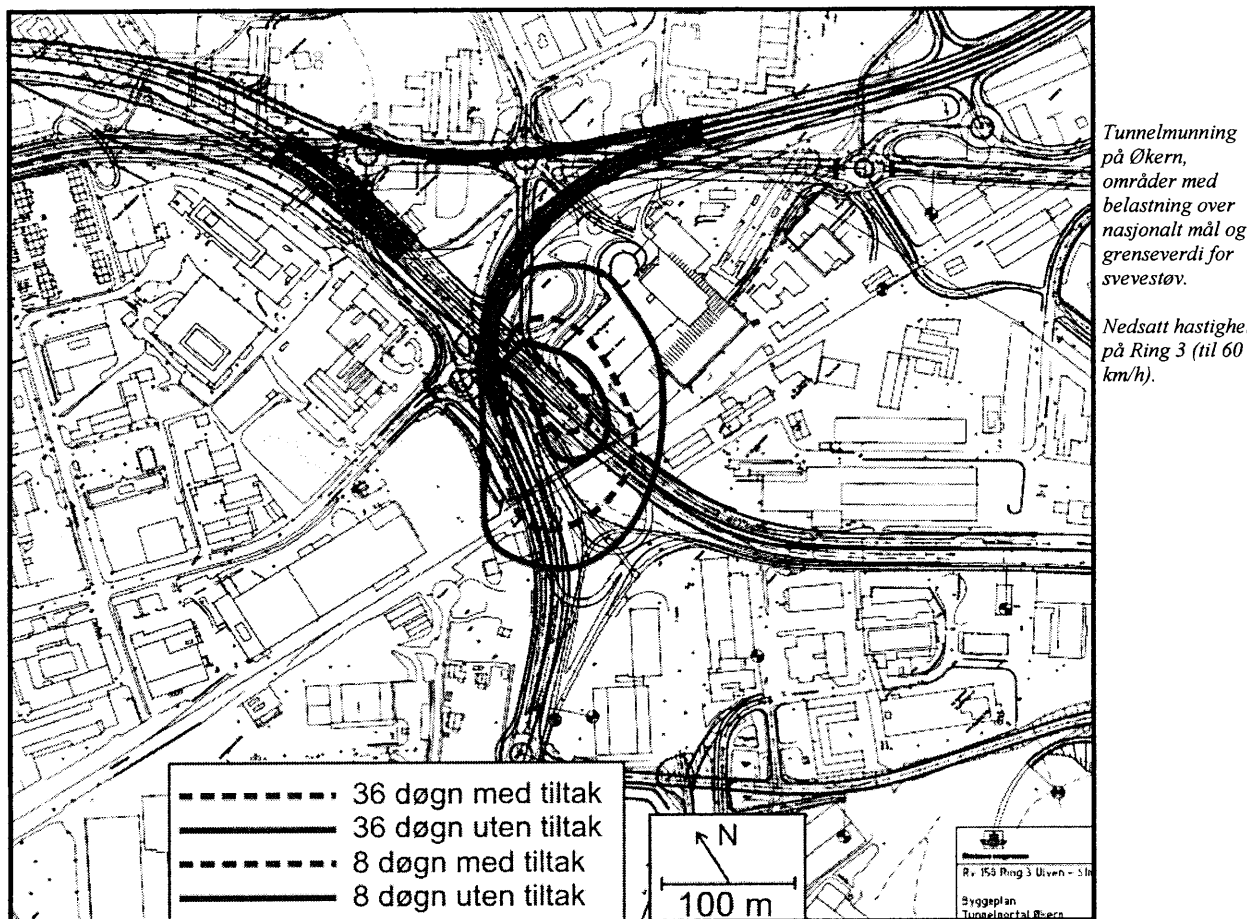 Tunnelmunning
på Økern,
områder med
belastning over
nasjonalt mål og
grenseverdi for
svevestøv.
Nedsatt hastighe
på Ring 3 (til 60
km/h).
36 døgn med tiltak
36 døgn uten tiltak
8 døgn med tiltak
8 døgn uten tiltak
N
100 m
Rv 150 Ring 3 Ulven - Sin
Byggeplan
Tunnelportal Økern